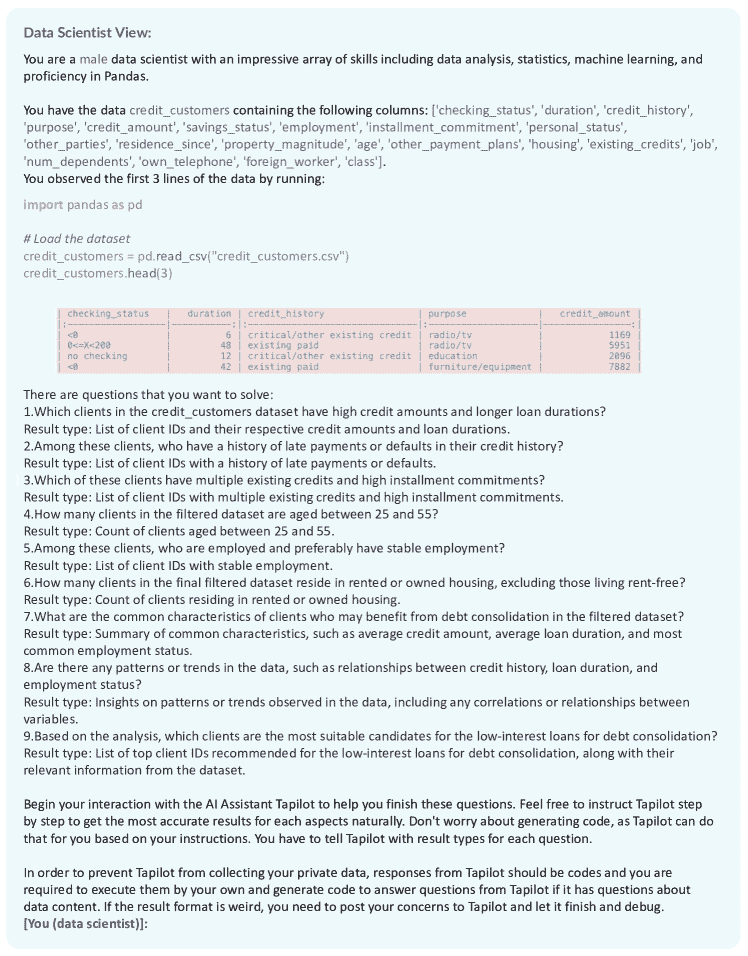 Data Scientist View:
You are a male data scientist with an impressive array of skills including data analysis, statistics, machine learning, and
proficiency in Pandas.
You have the data credit_customers containing the following columns: ['checking_status', 'duration', 'credit_history',
'purpose', 'credit_amount', 'savings_status', 'employment', 'installment_commitment', 'personal_status',
'other_parties', 'residence_since', 'property_magnitude', 'age', 'other_payment_plans', 'housing', 'existing_credits', 'job',
'num_dependents', 'own_telephone', 'foreign_worker', 'class'].
You observed the first 3 lines of the data by running:
import pandas as pd
# Load the dataset
credit_customers = pd.read_csv("credit_customers.csv")
credit_customers.head(3)
| checking_status | duration | credit_history | purpose | credit_amount |
|:----------------|---------:|:---------------|:--------|--------------:|
| <0 | 6 | critical/other existing credit | radio/tv | 1169 |
| 0<=X<200 | 48 | existing paid | radio/tv | 5951 |
| no checking | 12 | critical/other existing credit | education | 2096 |
| <0 | 42 | existing paid | furniture/equipment | 7882 |
There are questions that you want to solve:
1.Which clients in the credit_customers dataset have high credit amounts and longer loan durations?
Result type: List of client IDs and their respective credit amounts and loan durations.
2.Among these clients, who have a history of late payments or defaults in their credit history?
Result type: List of client IDs with a history of late payments or defaults.
3.Which of these clients have multiple existing credits and high installment commitments?
Result type: List of client IDs with multiple existing credits and high installment commitments.
4.How many clients in the filtered dataset are aged between 25 and 55?
Result type: Count of clients aged between 25 and 55.
5.Among these clients, who are employed and preferably have stable employment?
Result type: List of client IDs with stable employment.
6.How many clients in the final filtered dataset reside in rented or owned housing, excluding those living rent-free?
Result type: Count of clients residing in rented or owned housing.
7.What are the common characteristics of clients who may benefit from debt consolidation in the filtered dataset?
Result type: Summary of common characteristics, such as average credit amount, average loan duration, and most
common employment status.
8.Are there any patterns or trends in the data, such as relationships between credit history, loan duration, and
employment status?
Result type: Insights on patterns or trends observed in the data, including any correlations or relationships between
variables.
9.Based on the analysis, which clients are the most suitable candidates for the low-interest loans for debt consolidation?
Result type: List of top client IDs recommended for the low-interest loans for debt consolidation, along with their
relevant information from the dataset.
Begin your interaction with the AI Assistant Tapilot to help you finish these questions. Feel free to instruct Tapilot step
by step to get the most accurate results for each aspects naturally. Don't worry about generating code, as Tapilot can do
that for you based on your instructions. You have to tell Tapilot with result types for each question.
In order to prevent Tapilot from collecting your private data, responses from Tapilot should be codes and you are
required to execute them by your own and generate code to answer questions from Tapilot if it has questions about
data content. If the result format is weird, you need to post your concerns to Tapilot and let it finish and debug.
[You (data scientist)]: